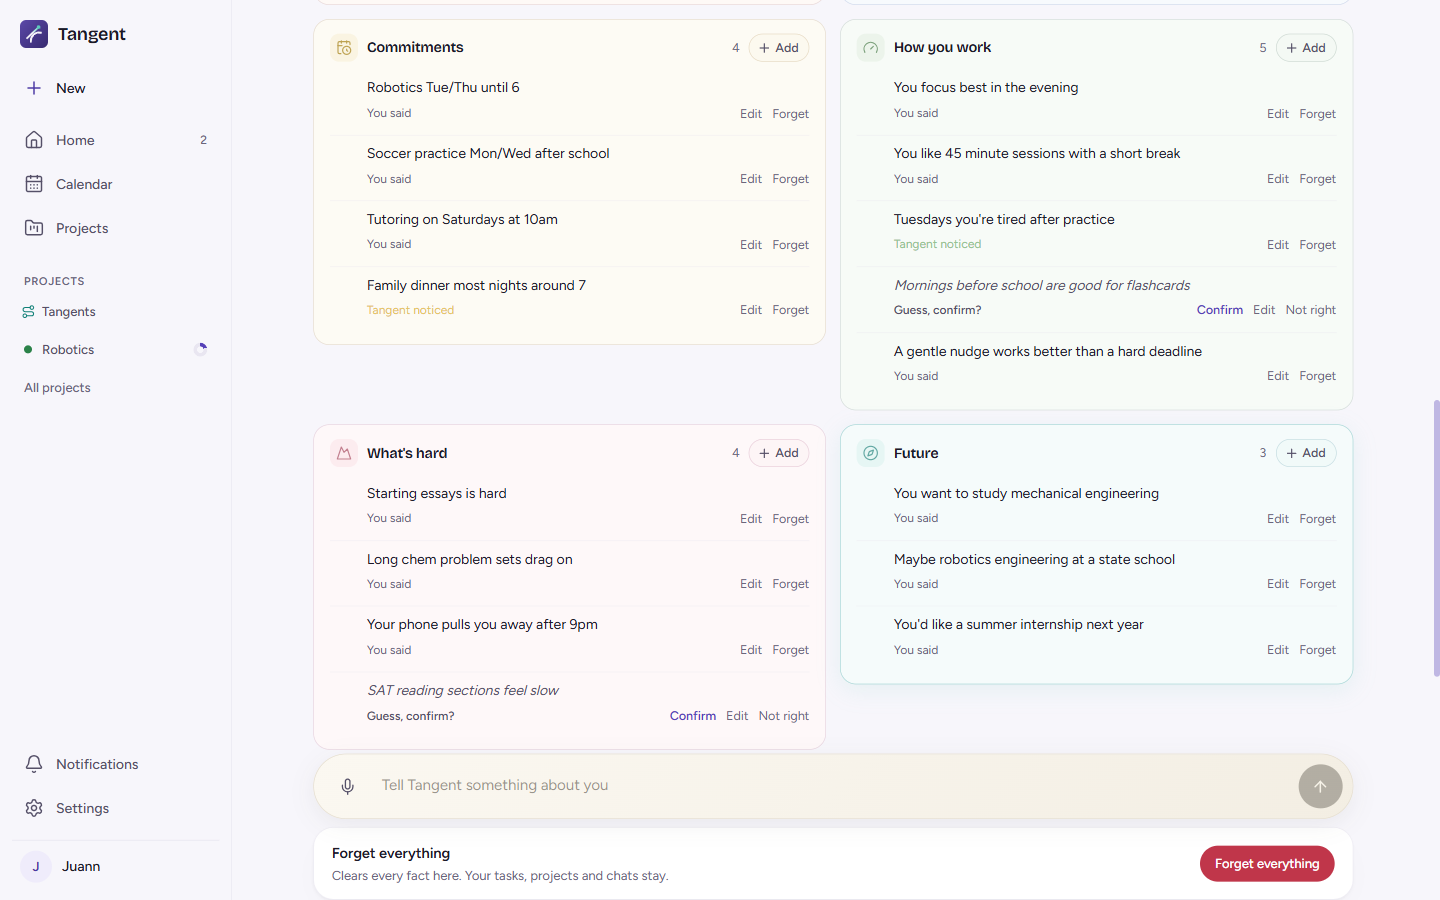 Tangent
New
Home 2
Calendar
Projects
PROJECTS
Tangents
Robotics
All projects
Notifications
Settings
J Juann
Commitments 4 + Add
Robotics Tue/Thu until 6
You said Edit Forget
Soccer practice Mon/Wed after school
You said Edit Forget
Tutoring on Saturdays at 10am
You said Edit Forget
Family dinner most nights around 7
Tangent noticed Edit Forget
How you work 5 + Add
You focus best in the evening
You said Edit Forget
You like 45 minute sessions with a short break
You said Edit Forget
Tuesdays you're tired after practice
Tangent noticed Edit Forget
Mornings before school are good for flashcards
Guess, confirm? Confirm Edit Not right
A gentle nudge works better than a hard deadline
You said Edit Forget
What's hard 4 + Add
Starting essays is hard
You said Edit Forget
Long chem problem sets drag on
You said Edit Forget
Your phone pulls you away after 9pm
You said Edit Forget
SAT reading sections feel slow
Guess, confirm? Confirm Edit Not right
Future 3 + Add
You want to study mechanical engineering
You said Edit Forget
Maybe robotics engineering at a state school
You said Edit Forget
You'd like a summer internship next year
You said Edit Forget
Tell Tangent something about you
Forget everything
Clears every fact here. Your tasks, projects and chats stay.
Forget everything